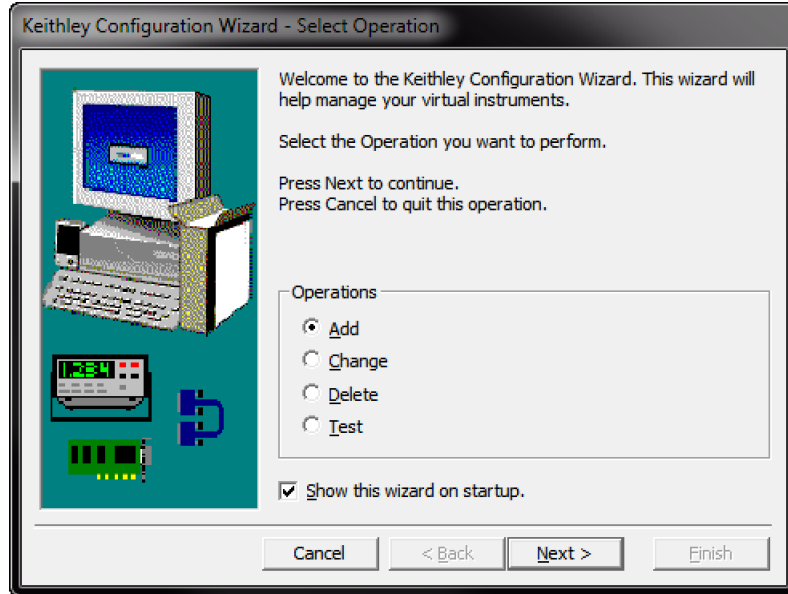 Keithley Configuration Wizard - Select Operation
Welcome to the Keithley Configuration Wizard. This wizard will
help manage your virtual instruments.
Select the Operation you want to perform.
Press Next to continue.
Press Cancel to quit this operation.
1.234
Operations
Add
Change
Delete
Test
Show this wizard on startup.
Cancel
< Back
Next >
Finish